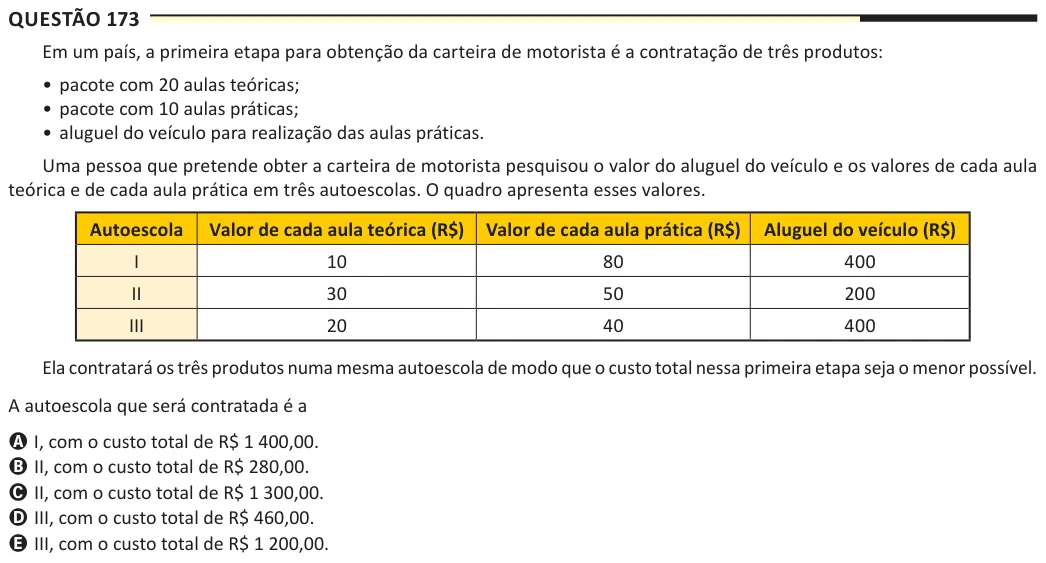 QUESTÃO 173
Em um país, a primeira etapa para obtenção da carteira de motorista é a contratação de três produtos:
• pacote com 20 aulas teóricas;
• pacote com 10 aulas práticas;
• aluguel do veículo para realização das aulas práticas.
Uma pessoa que pretende obter a carteira de motorista pesquisou o valor do aluguel do veículo e os valores de cada aula
teórica e de cada aula prática em três autoescolas. O quadro apresenta esses valores.
Autoescola Valor de cada aula teórica (R$) Valor de cada aula prática (R$) Aluguel do veículo (R$)
I 10 80 400
II 30 50 200
III 20 40 400
Ela contratará os três produtos numa mesma autoescola de modo que o custo total nessa primeira etapa seja o menor possível.
A autoescola que será contratada é a
A I, com o custo total de R$ 1 400,00.
B II, com o custo total de R$ 280,00.
C II, com o custo total de R$ 1 300,00.
D III, com o custo total de R$ 460,00.
E III, com o custo total de R$ 1 200,00.